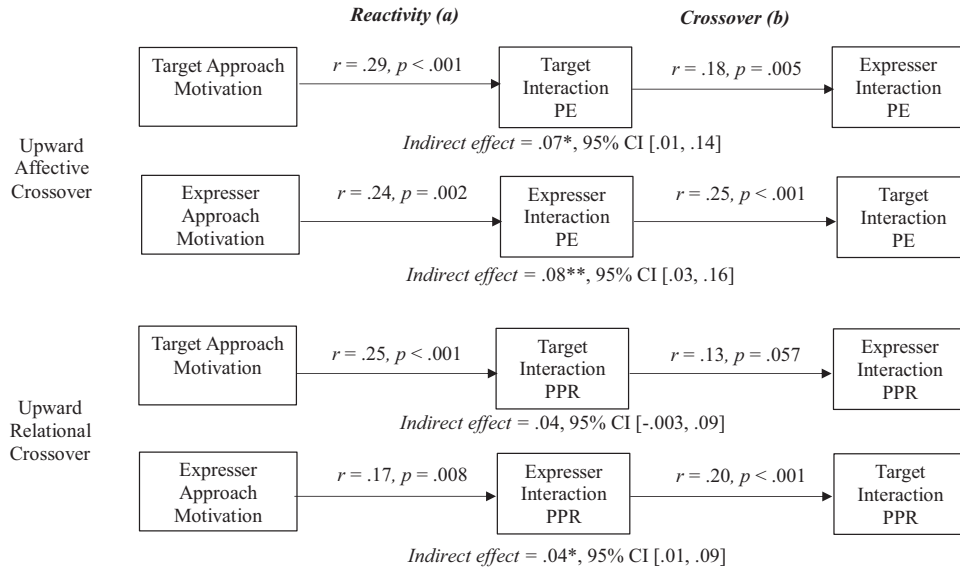 Reactivity (a)
Crossover (b)
Upward
Affective
Crossover
Target Approach
Motivation
r = .29, p < .001
Target
Interaction
PE
r = .18, p = .005
Expresser
Interaction
PE
Indirect effect = .07*, 95% CI [.01, .14]
Expresser
Approach
Motivation
r = .24, p = .002
Expresser
Interaction
PE
r = .25, p < .001
Target
Interaction
PE
Indirect effect = .08**, 95% CI [.03, .16]
Upward
Relational
Crossover
Target Approach
Motivation
r = .25, p < .001
Target
Interaction
PPR
r = .13, p = .057
Expresser
Interaction
PPR
Indirect effect = .04, 95% CI [-.003, .09]
Expresser
Approach
Motivation
r = .17, p = .008
Expresser
Interaction
PPR
r = .20, p < .001
Target
Interaction
PPR
Indirect effect = .04*, 95% CI [.01, .09]